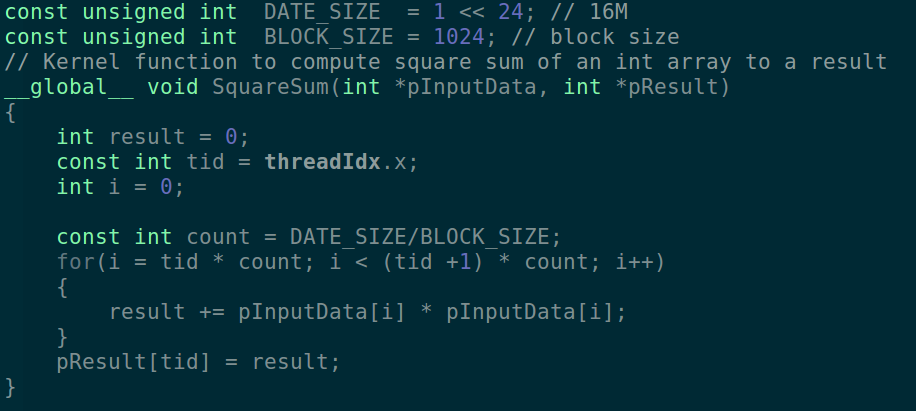 const unsigned int  DATE_SIZE  = 1 << 24; // 16M
const unsigned int  BLOCK_SIZE = 1024; // block size
// Kernel function to compute square sum of an int array to a result
__global__ void SquareSum(int *pInputData, int *pResult)
{
    int result = 0;
    const int tid = threadIdx.x;
    int i = 0;

    const int count = DATE_SIZE/BLOCK_SIZE;
    for(i = tid * count; i < (tid +1) * count; i++)
    {
        result += pInputData[i] * pInputData[i];
    }
    pResult[tid] = result;
}